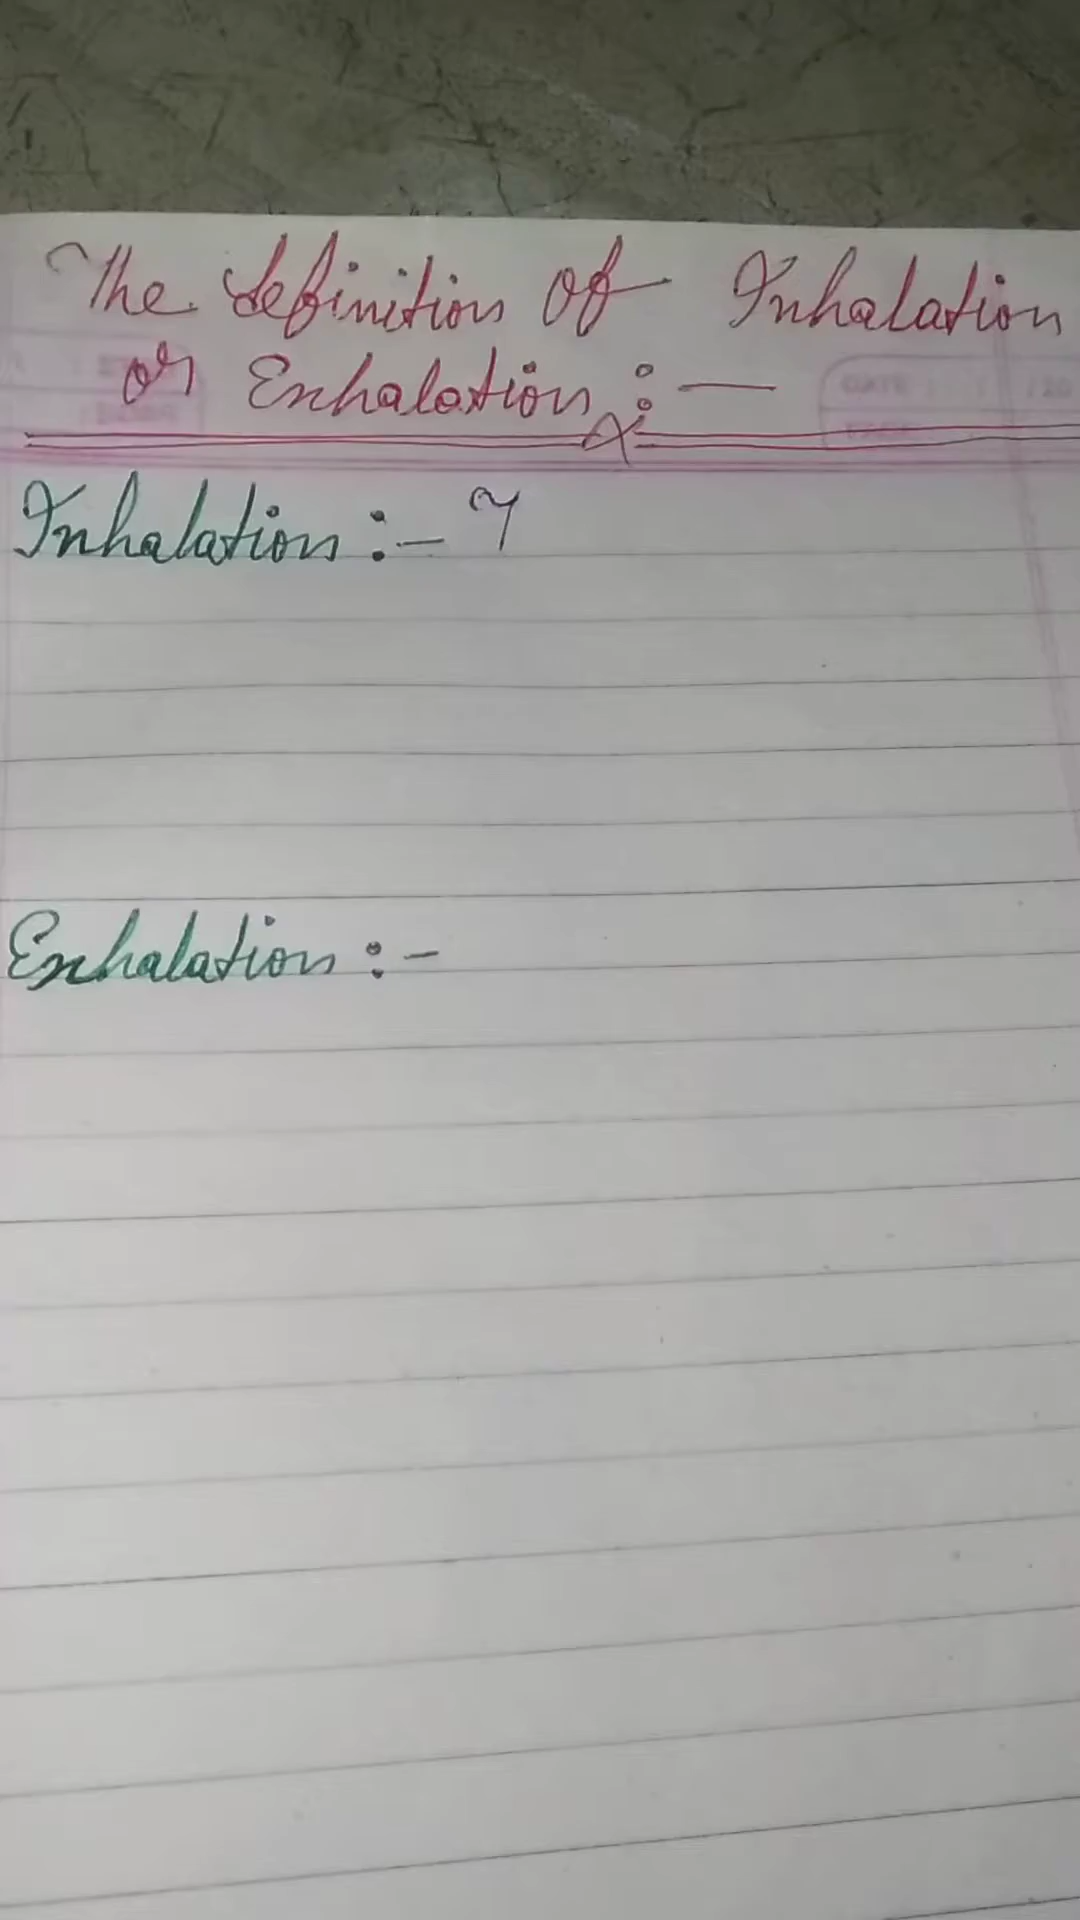 The definition of Inhalation
or Exhalation :—
Inhalation :- T
Exhalation :-